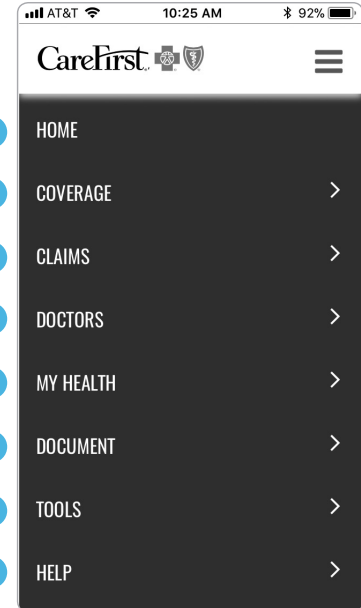 AT&T 10:25 AM 92%
CareFirst
HOME
COVERAGE
CLAIMS
DOCTORS
MY HEALTH
DOCUMENT
TOOLS
HELP